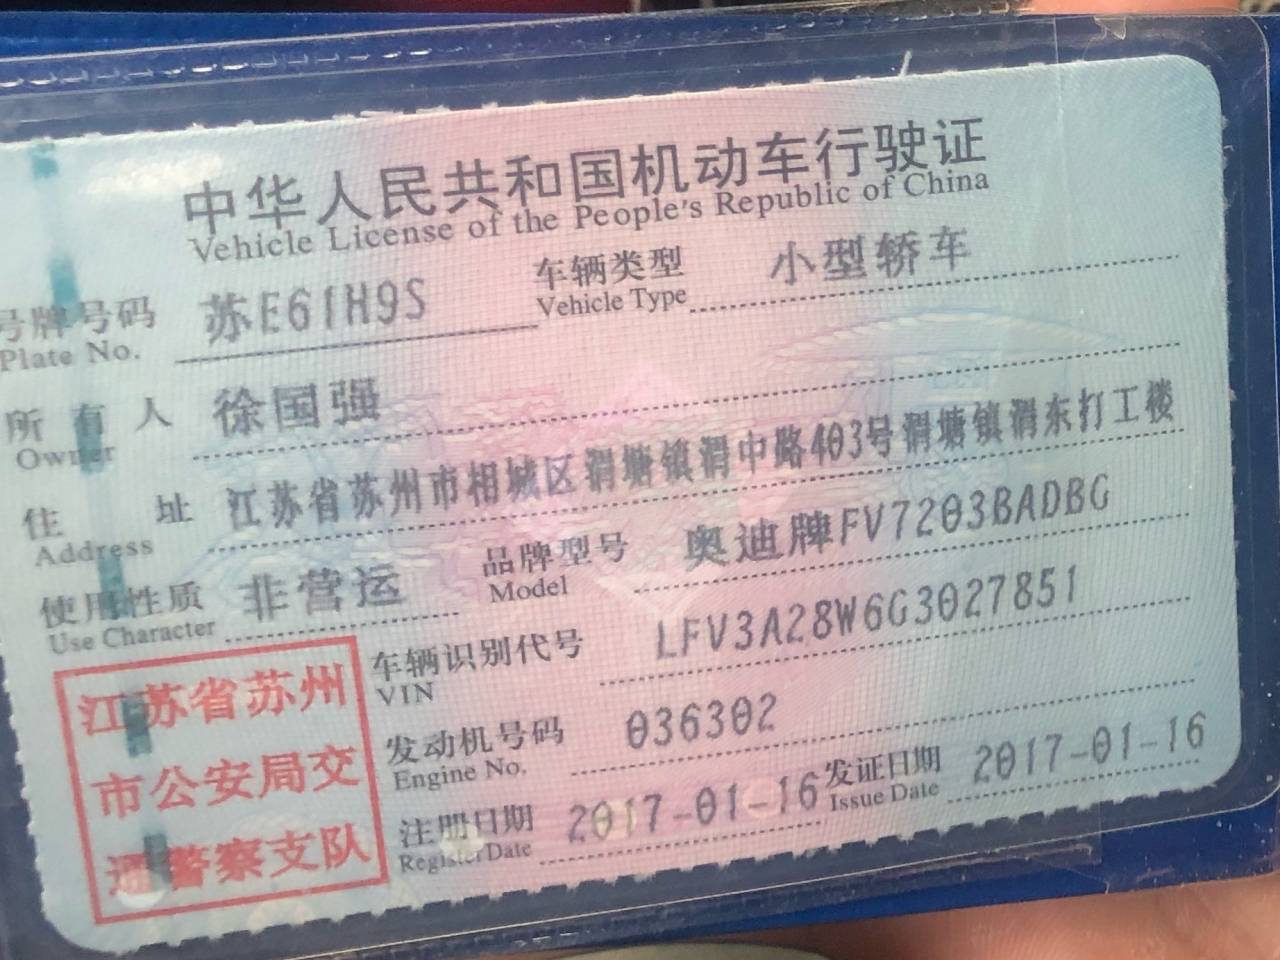 中华人民共和国机动车行驶证
Vehicle License of the People's Republic of China
号牌号码 苏E61H9S 车辆类型 小型轿车
Plate No. Vehicle Type
所有人 徐国强
Owner
住址 江苏省苏州市相城区渭塘镇渭中路403号渭塘镇渭东打工楼
Address
使用性质 非营运 品牌型号 奥迪牌FV7203BADBG
Use Character Model
车辆识别代号 LFV3A28W6G3027851
VIN
发动机号码 036302
Engine No.
注册日期 2017-01-16 发证日期 2017-01-16
Register Date Issue Date
江苏省苏州
市公安局交
通警察支队